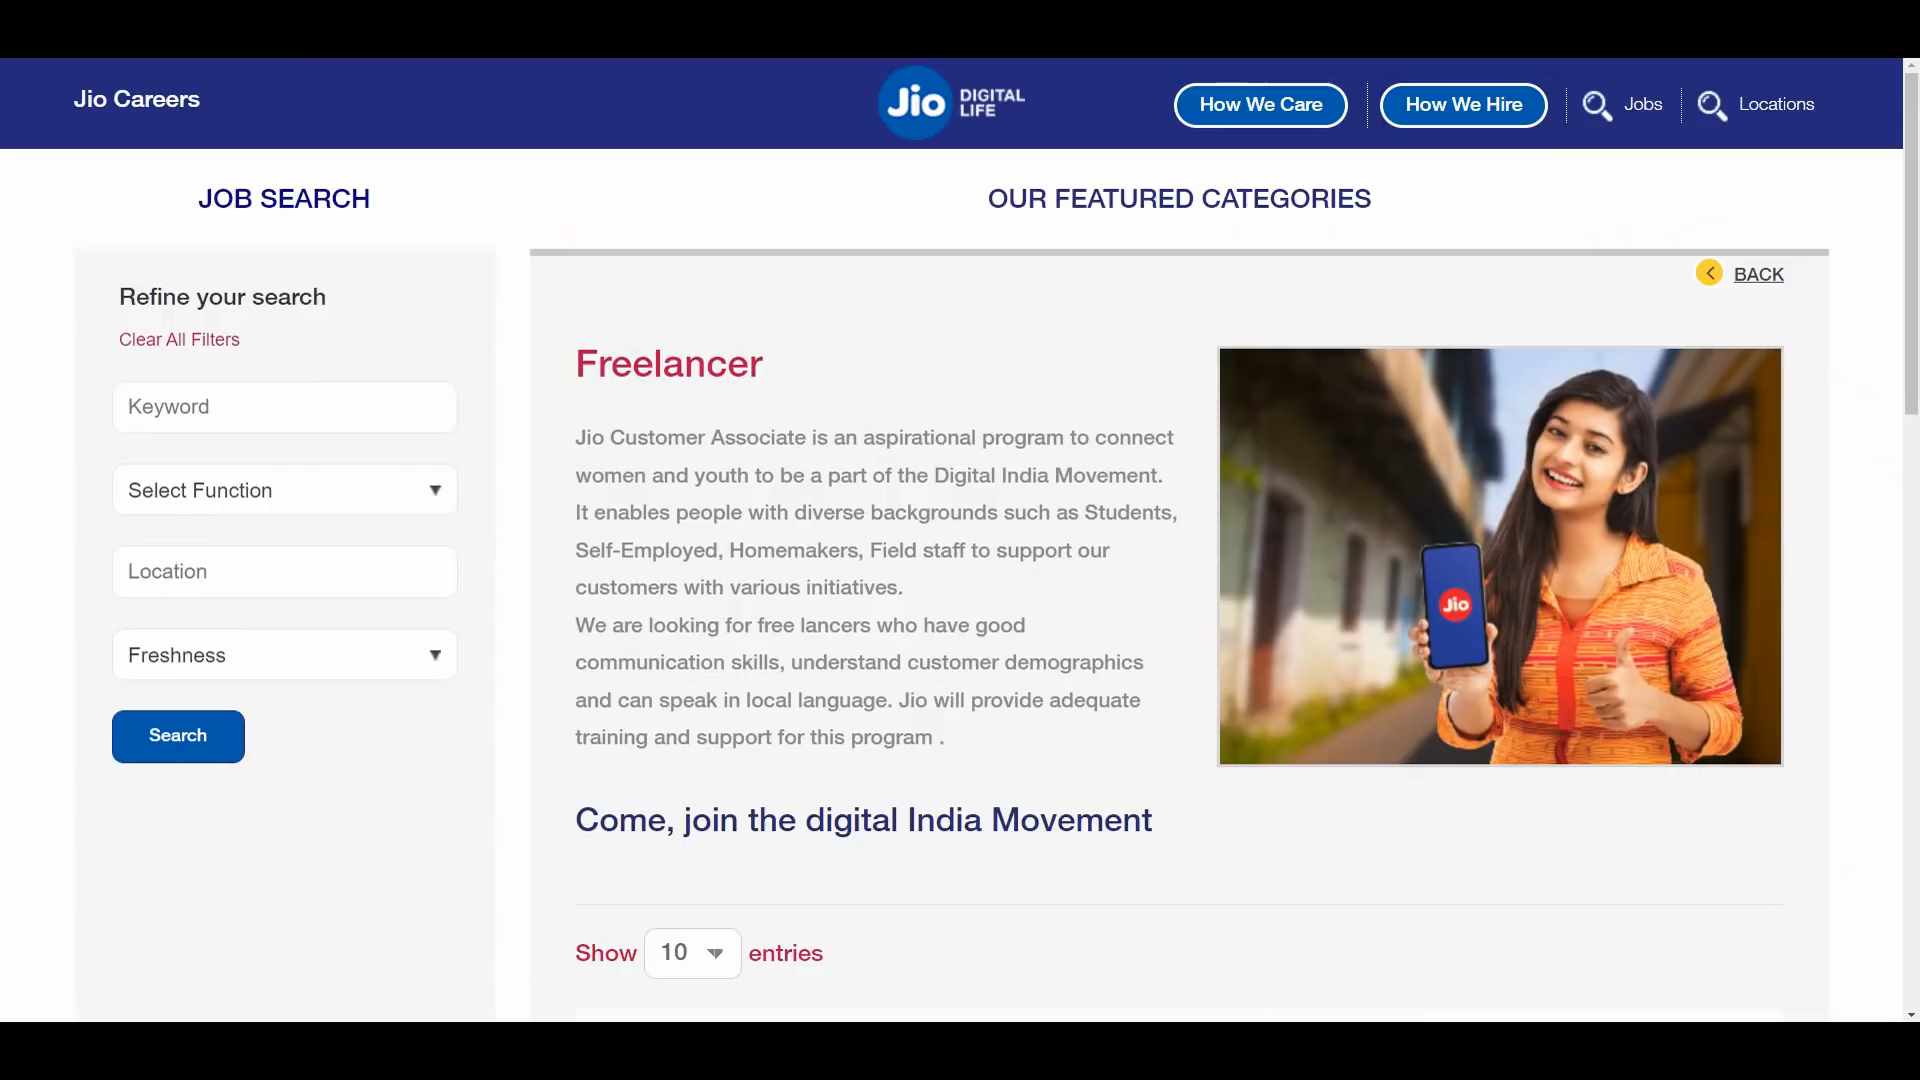 Jio Careers
Jio DIGITAL
LIFE
How We Care
How We Hire
Jobs
Locations
JOB SEARCH
OUR FEATURED CATEGORIES
Refine your search
Clear All Filters
Keyword
Select Function
Location
Freshness
Search
BACK
Freelancer
Jio Customer Associate is an aspirational program to connect
women and youth to be a part of the Digital India Movement.
It enables people with diverse backgrounds such as Students,
Self-Employed, Homemakers, Field staff to support our
customers with various initiatives.
We are looking for free lancers who have good
communication skills, understand customer demographics
and can speak in local language. Jio will provide adequate
training and support for this program .
Jio
Come, join the digital India Movement
Show 10 entries